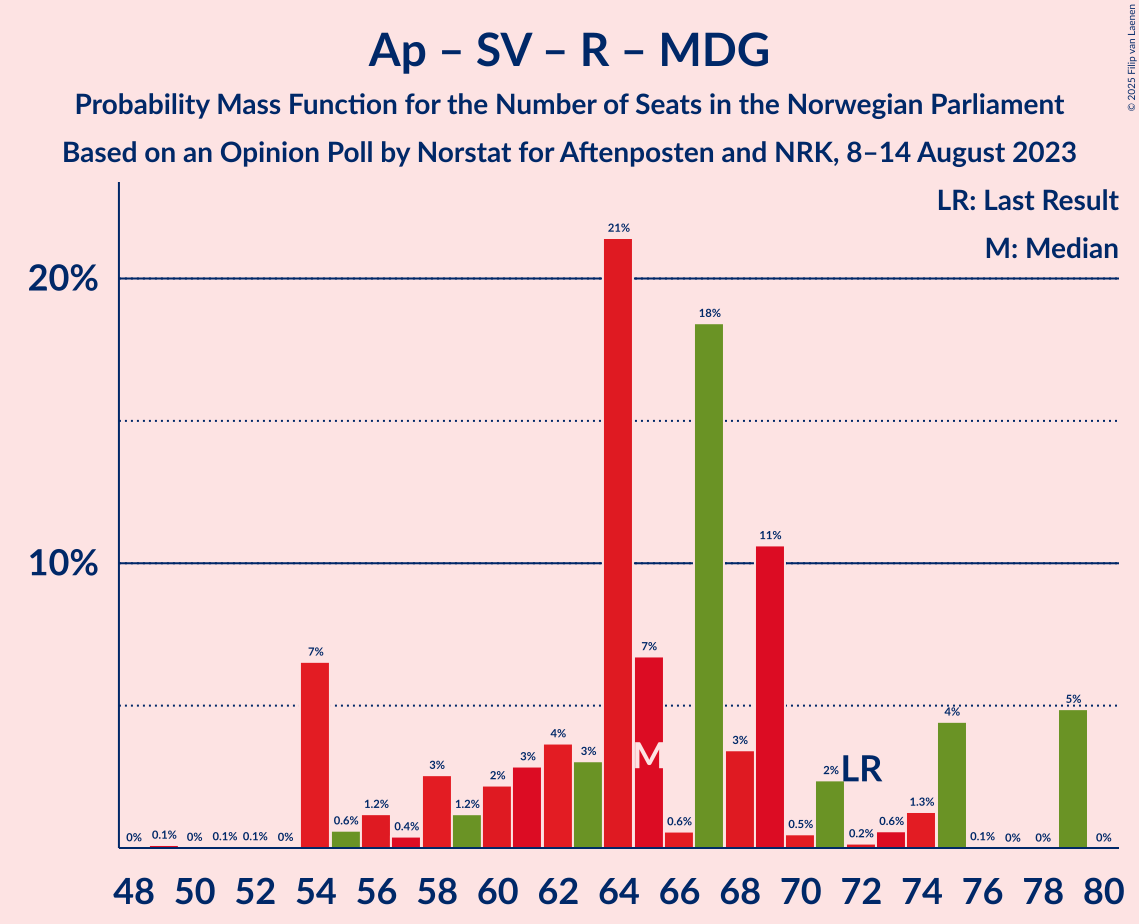 Ap – SV – R – MDG
Probability Mass Function for the Number of Seats in the Norwegian Parliament
Based on an Opinion Poll by Norstat for Aftenposten and NRK, 8–14 August 2023
© 2025 Filip van Laenen
LR: Last Result
M: Median
20%
10%
0% 0.1% 0% 0.1% 0.1% 0% 7% 0.6% 1.2% 0.4% 3% 1.2% 2% 3% 4% 3% 21% 7% 0.6% 18% 3% 11% 0.5% 2% 0.2% 0.6% 1.3% 4% 0.1% 0% 0% 5% 0%
M
LR
48 50 52 54 56 58 60 62 64 66 68 70 72 74 76 78 80